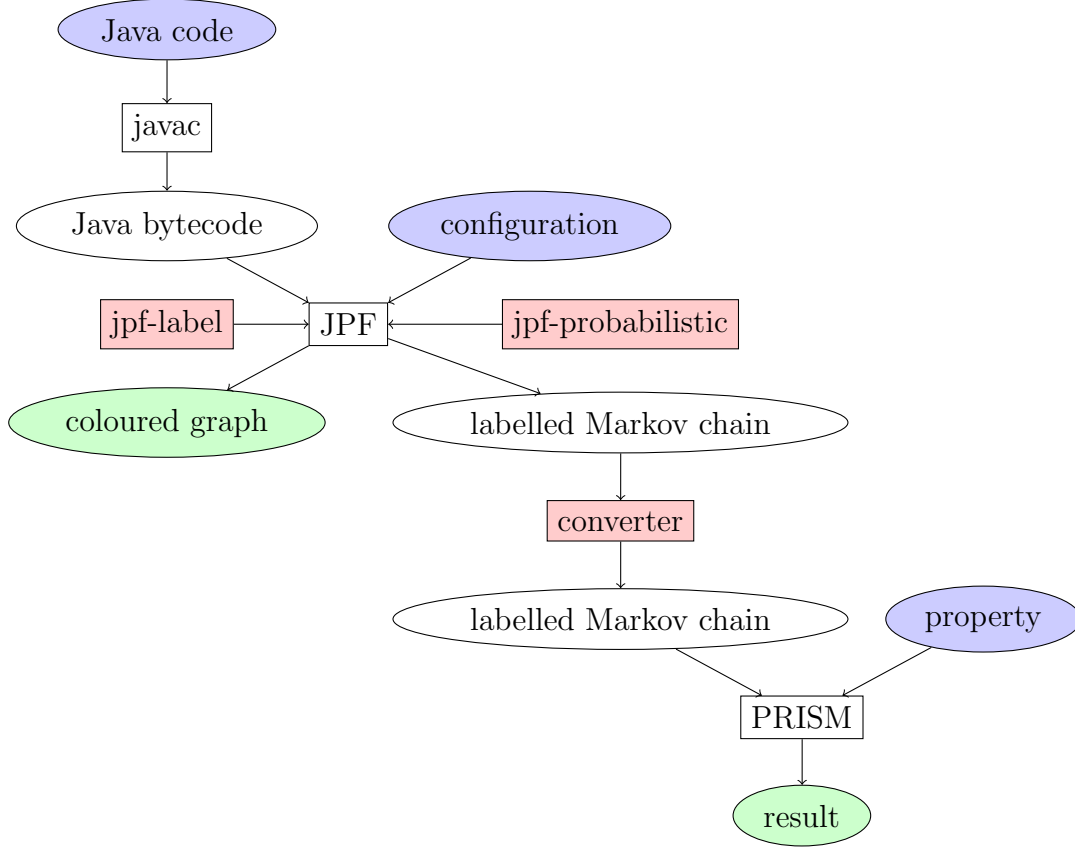 Java code
javac
Java bytecode
configuration
jpf-label
JPF
jpf-probabilistic
coloured graph
labelled Markov chain
converter
labelled Markov chain
property
PRISM
result